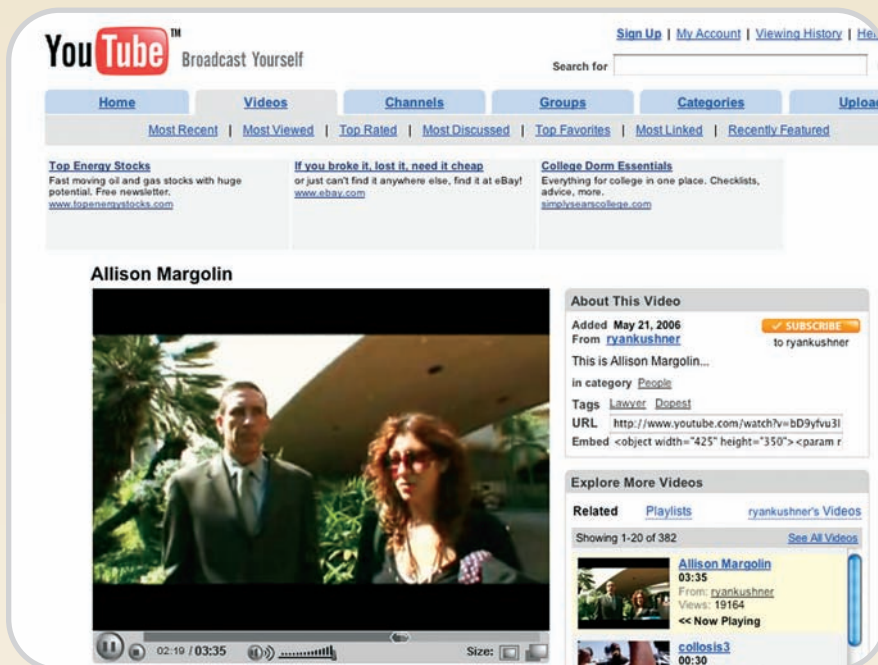 You Tube™
Broadcast Yourself
Sign Up | My Account | Viewing History |
Search for
Home Videos Channels Groups Categories Upload
Most Recent | Most Viewed | Top Rated | Most Discussed | Top Favorites | Most Linked | Recently Featured
Top Energy Stocks
Fast moving oil and gas stocks with huge
potential. Free newsletter.
www.topenergystocks.com
If you broke it, lost it, need it cheap
or just can't find it anywhere else, find it at eBay!
www.ebay.com
College Dorm Essentials
Everything for college in one place. Checklists,
advice, more.
simplysearscollege.com
Allison Margolin
02:19 / 03:35
Size:
About This Video
Added May 21, 2006
From ryankushner
SUBSCRIBE
to ryankushner
This is Allison Margolin...
in category People
Tags Lawyer Dopest
URL http://www.youtube.com/watch?v=bD9yfvu3l
Embed <object width="425" height="350"><param r
Explore More Videos
Related Playlists ryankushner's Videos
Showing 1-20 of 382 See All Videos
Allison Margolin
03:35
From: ryankushner
Views: 19164
<< Now Playing
collosis3
00:30